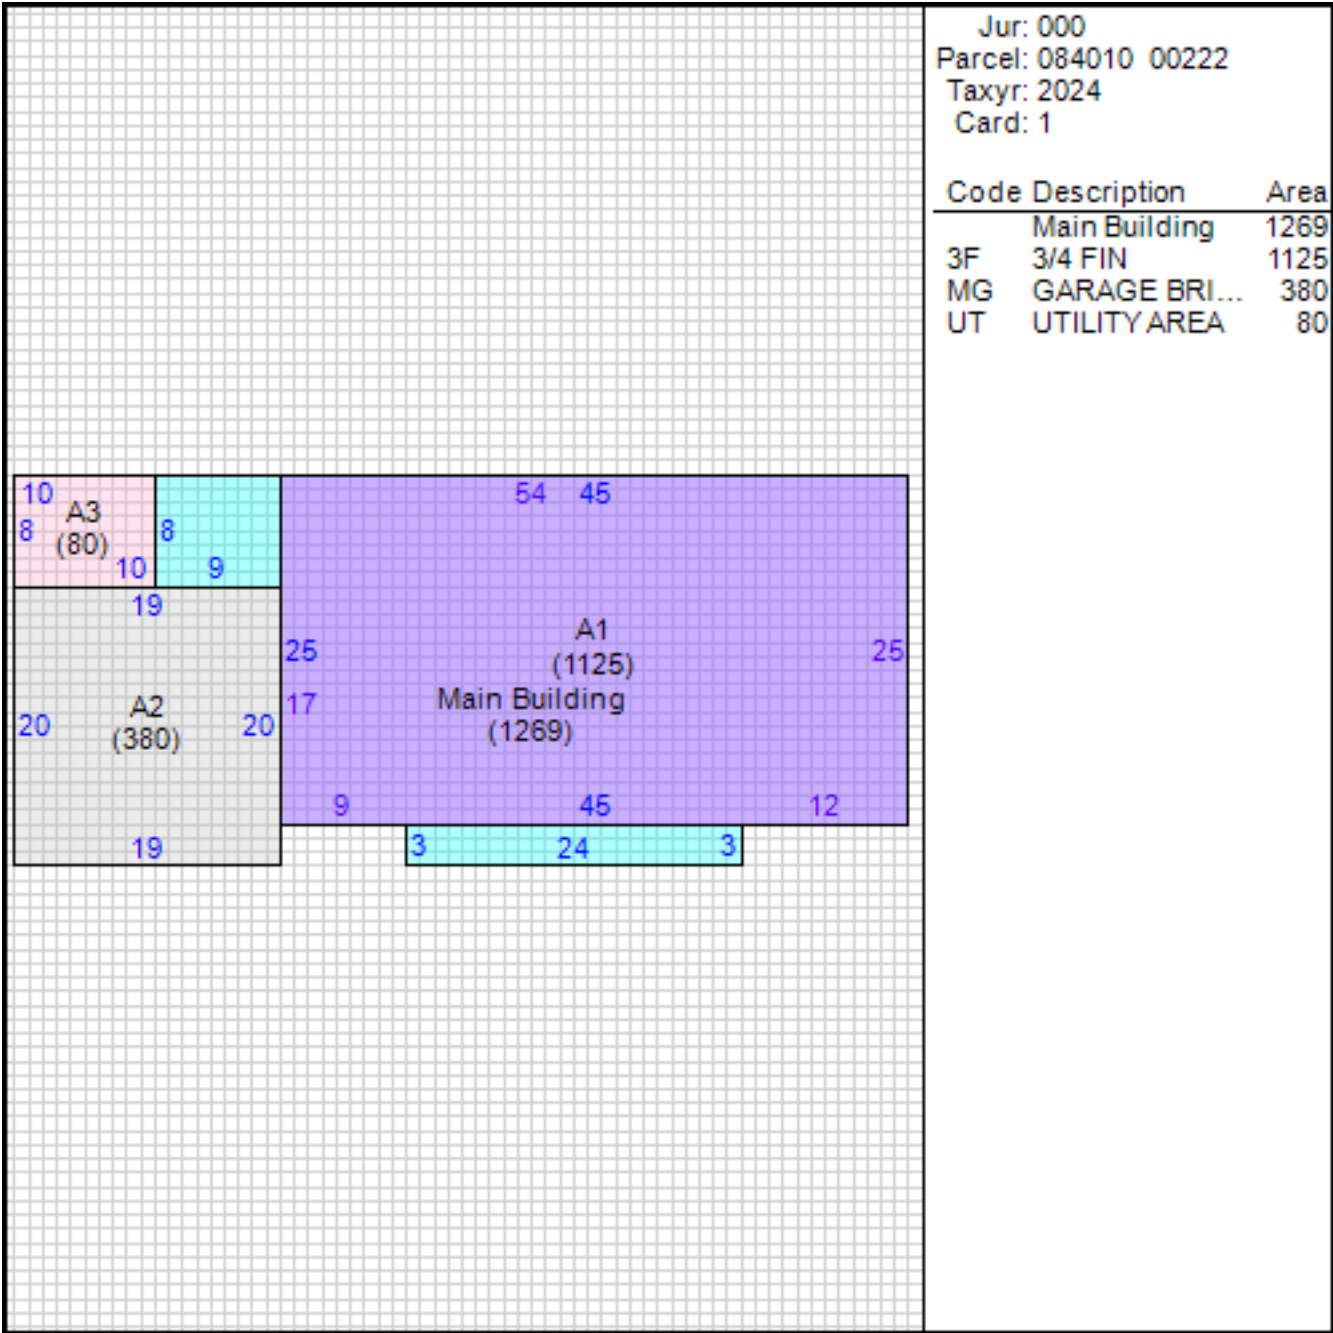 Jur: 000
Parcel: 084010 00222
Taxyr: 2024
Card: 1
Code Description Area
Main Building 1269
3F 3/4 FIN 1125
MG GARAGE BRI... 380
UT UTILITY AREA 80
10
A3
8
(80)
10
8
9
54 45
19
A1
(1125)
25
25
17
Main Building
(1269)
A2
(380)
20
20
9
45
12
19
3
24
3